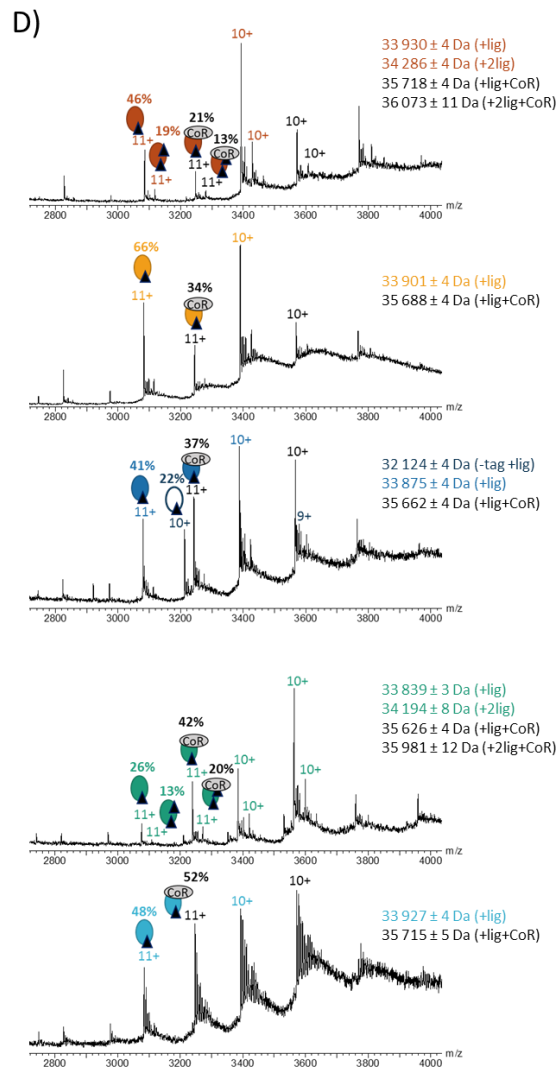 D)
10+
33 930 ± 4 Da (+lig)
34 286 ± 4 Da (+2lig)
35 718 ± 4 Da (+lig+CoR)
36 073 ± 11 Da (+2lig+CoR)
46%
21%
CoR
19%
13%
CoR
11+
11+
11+
11+
10+
10+
10+
2800 3000 3200 3400 3600 3800 4000 m/z
10+
33 901 ± 4 Da (+lig)
35 688 ± 4 Da (+lig+CoR)
66%
34%
CoR
11+
11+
10+
2800 3000 3200 3400 3600 3800 4000 m/z
37%
10+
10+
32 124 ± 4 Da (-tag +lig)
33 875 ± 4 Da (+lig)
35 662 ± 4 Da (+lig+CoR)
CoR
41%
22%
11+
11+
10+
9+
2800 3000 3200 3400 3600 3800 4000 m/z
10+
33 839 ± 3 Da (+lig)
34 194 ± 8 Da (+2lig)
35 626 ± 4 Da (+lig+CoR)
35 981 ± 12 Da (+2lig+CoR)
42%
CoR
26%
13%
20%
CoR
11+
10+
10+
11+
11+
11+
10+
2800 3000 3200 3400 3600 3800 4000 m/z
52%
CoR
48%
10+
10+
33 927 ± 4 Da (+lig)
35 715 ± 5 Da (+lig+CoR)
11+
11+
2800 3000 3200 3400 3600 3800 4000 m/z